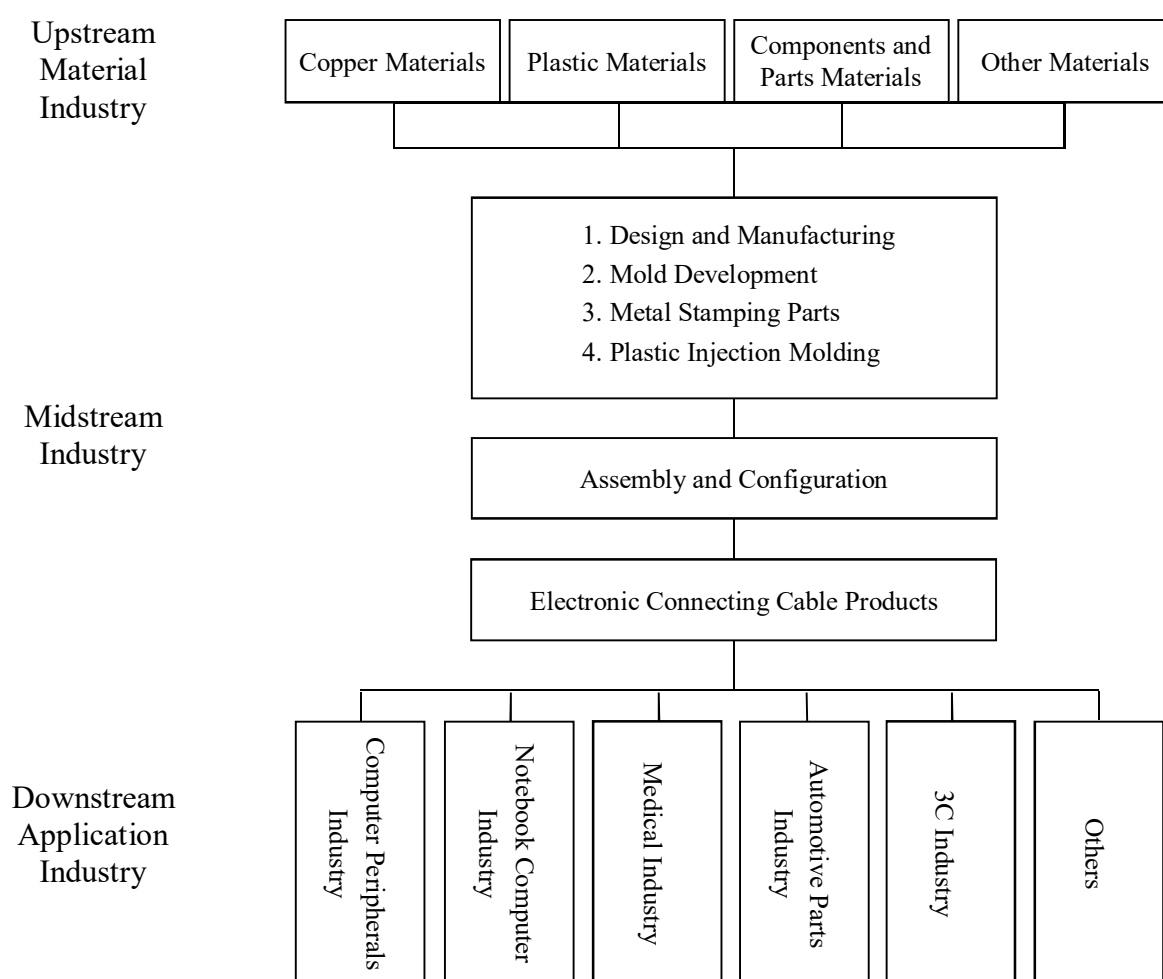 Upstream
Material
Industry
Copper Materials
Plastic Materials
Components and
Parts Materials
Other Materials
1. Design and Manufacturing
2. Mold Development
3. Metal Stamping Parts
4. Plastic Injection Molding
Midstream
Industry
Assembly and Configuration
Electronic Connecting Cable Products
Downstream
Application
Industry
Computer Peripherals
Industry
Notebook Computer
Industry
Medical Industry
Automotive Parts
Industry
3C Industry
Others